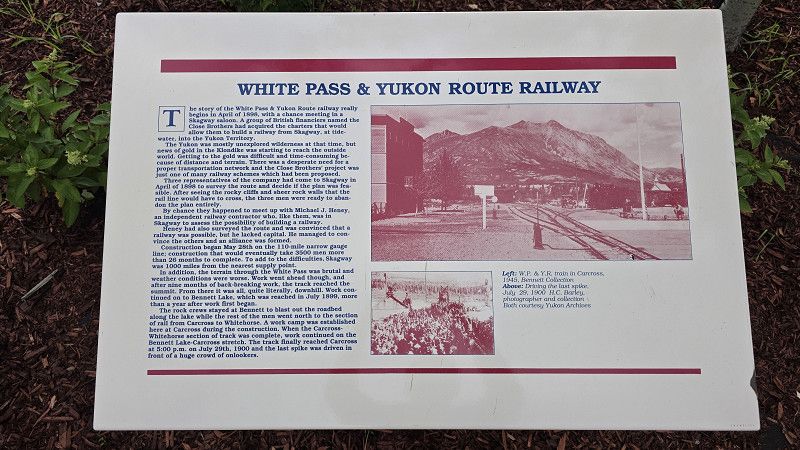 WHITE PASS & YUKON ROUTE RAILWAY
The story of the White Pass & Yukon Route railway really
begins in April of 1898, with a chance meeting in a
Skagway saloon. A group of British financiers named the
Close Brothers had acquired the charters that would
allow them to build a railway from Skagway, at tide-
water, into the Yukon Territory.
The Yukon was mostly unexplored wilderness at that time, but
news of gold in the Klondike was starting to reach the outside
world. Getting to the gold was difficult and time-consuming be-
cause of distance and terrain. There was a desperate need for a
proper transportation network and the Close Brothers' project was
just one of many railway schemes which had been proposed.
Three representatives of the company had come to Skagway in
April of 1898 to survey the route and decide if the plan was fea-
sible. After seeing the rocky cliffs and sheer rock walls that the
rail line would have to cross, the three men were ready to aban-
don the plan entirely.
By chance they happened to meet up with Michael J. Heney,
an independent railway contractor who, like them, was in
Skagway to assess the possibility of building a railway.
Heney had also surveyed the route and was convinced that a
railway was possible, but he lacked capital. He managed to con-
vince the others and an alliance was formed.
Construction began May 28th on the 110-mile narrow gauge
line; construction that would eventually take 3500 men more
than 26 months to complete. To add to the difficulties, Skagway
was 1000 miles from the nearest supply point.
In addition, the terrain through the White Pass was brutal and
weather conditions were worse. Work went ahead though, and
after nine months of back-breaking work, the track reached the
summit. From there it was all, quite literally, downhill. Work con-
tinued on to Bennett Lake, which was reached in July 1899, more
than a year after work first began.
The rock crews stayed at Bennett to blast out the roadbed
along the lake while the rest of the men went north to the section
of rail from Carcross to Whitehorse. A work camp was established
here at Carcross during the construction. When the Carcross-
Whitehorse section of track was complete, work continued on the
Bennett Lake-Carcross stretch. The track finally reached Carcross
at 5:00 p.m. on July 29th, 1900 and the last spike was driven in
front of a huge crowd of onlookers.
Left: W.P. & Y.R. train in Carcross,
1945, Bennett Collection
Above: Driving the last spike,
July 29, 1900 H.C. Barley,
photographer and collection
Both courtesy Yukon Archives